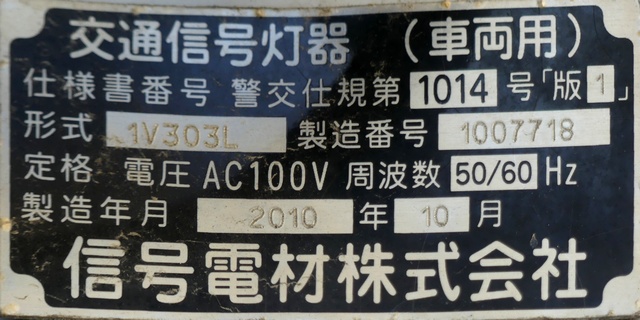 交通信号灯器 (車両用)
仕様書番号 警交仕規第 1014 号「版 1」
形式 1V303L 製造番号 1007718
定格 電圧 AC100V 周波数 50/60 Hz
製造年月 2010 年 10 月
信号電材株式会社